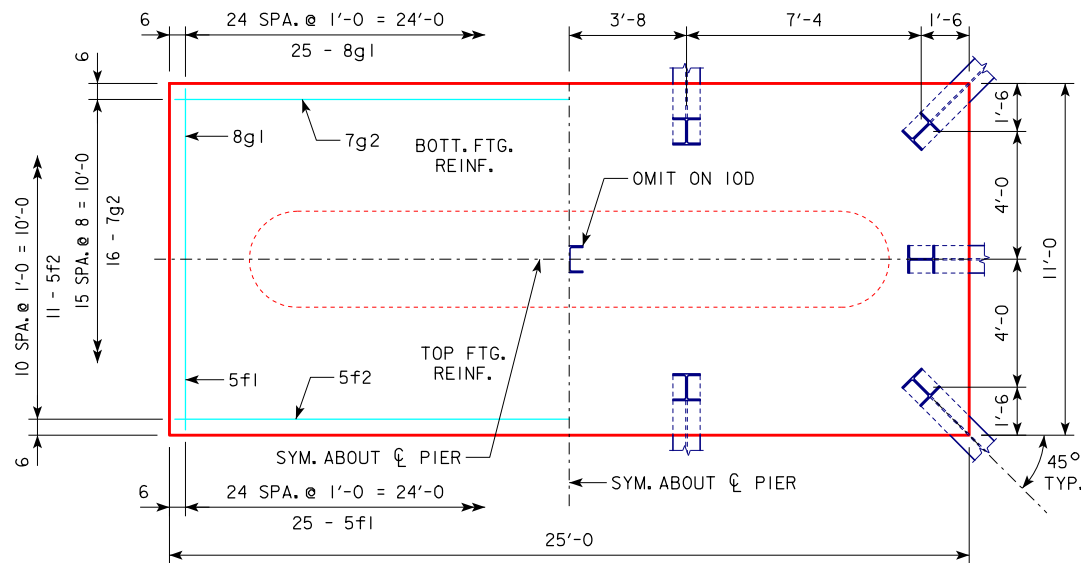 6
24 SPA. @ 1'-0 = 24'-0
25 - 8g1
3'-8
7'-4
1'-6
6
8g1
7g2
BOTT. FTG.
REINF.
OMIT ON 10D
15 SPA. @ 8 = 10'-0
16 - 7g2
10 SPA. @ 1'-0 = 10'-0
11 - 5f2
1'-6
4'-0
11'-0
4'-0
1'-6
TOP FTG.
REINF.
5f1
5f2
6
SYM. ABOUT ℄ PIER
SYM. ABOUT ℄ PIER
45°
TYP.
6
24 SPA. @ 1'-0 = 24'-0
25 - 5f1
25'-0